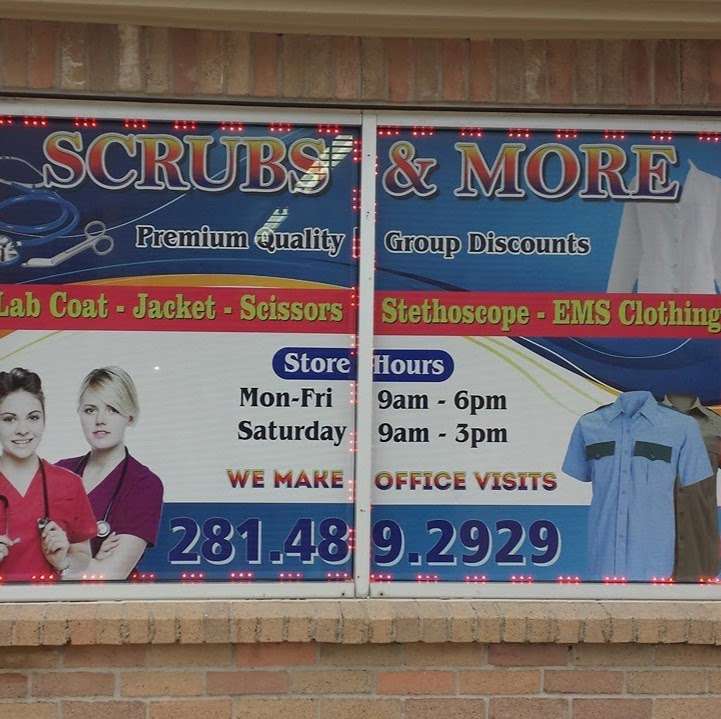 SCRUBS & MORE
Premium Quality Group Discounts
Lab Coat - Jacket - Scissors Stethoscope - EMS Clothing
Store Hours
Mon-Fri 9am - 6pm
Saturday 9am - 3pm
WE MAKE OFFICE VISITS
281.489.2929